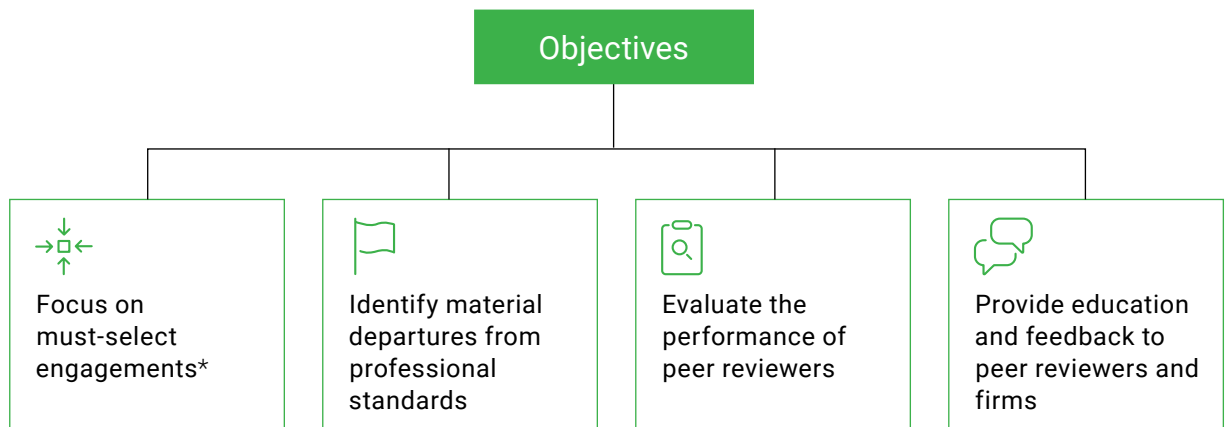 Objectives
Focus on
must-select
engagements*
Identify material
departures from
professional
standards
Evaluate the
performance of
peer reviewers
Provide education
and feedback to
peer reviewers and
firms